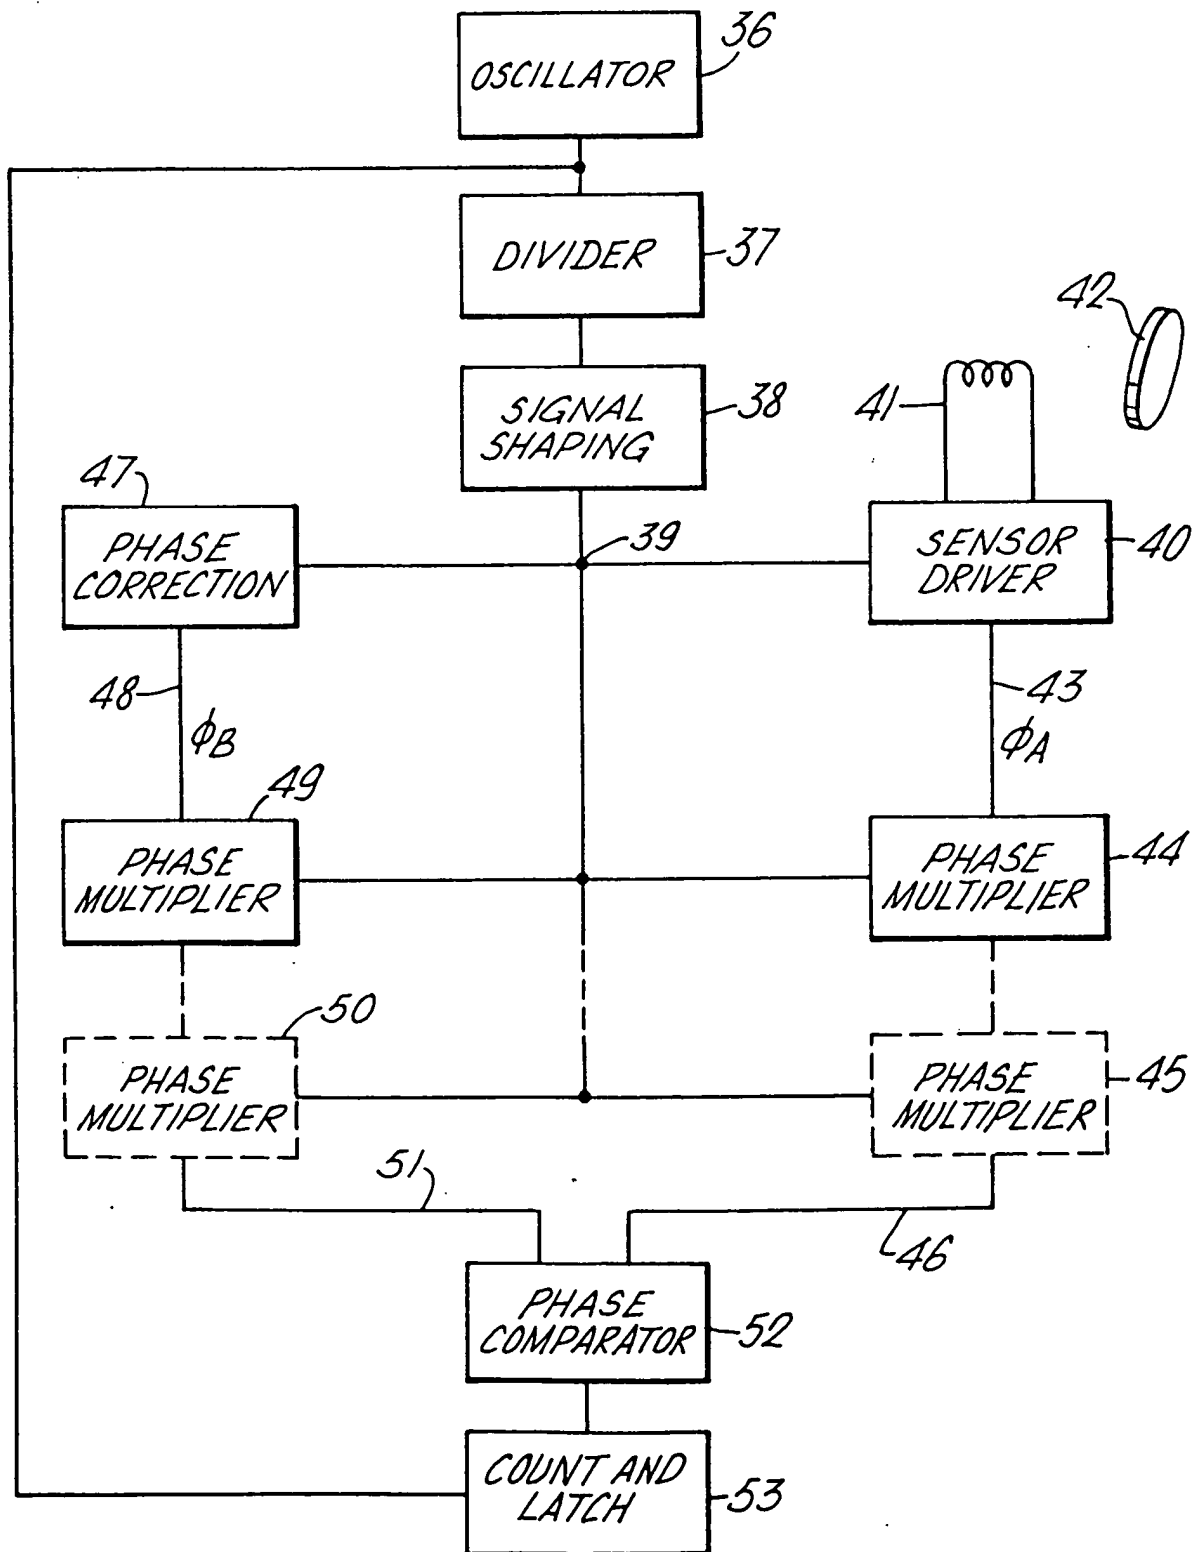 36
OSCILLATOR
DIVIDER
37
42
SIGNAL
SHAPING
38
41
47
PHASE
CORRECTION
39
SENSOR
DRIVER
40
48
ϕB
43
ϕA
49
PHASE
MULTIPLIER
PHASE
MULTIPLIER
44
50
PHASE
MULTIPLIER
PHASE
MULTIPLIER
45
51
46
PHASE
COMPARATOR
52
COUNT AND
LATCH
53